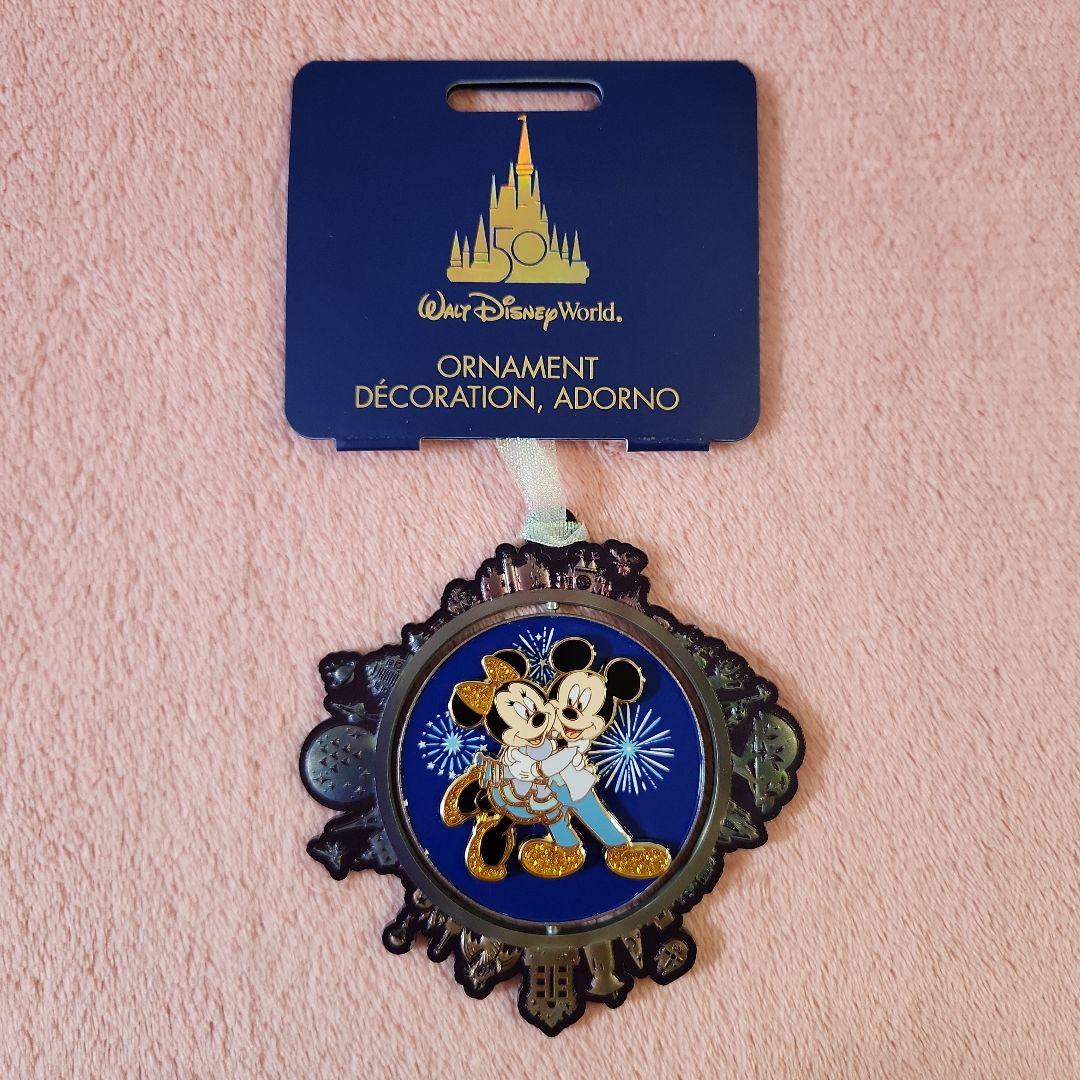 50
Walt Disney World.
ORNAMENT
DÉCORATION, ADORNO